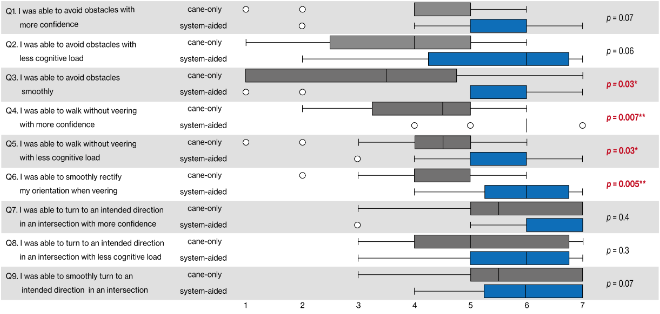 Q1. I was able to avoid obstacles with
more confidence
cane-only
system-aided
p = 0.07
Q2. I was able to avoid obstacles with
less cognitive load
cane-only
system-aided
p = 0.06
Q3. I was able to avoid obstacles
smoothly
cane-only
system-aided
p = 0.03*
Q4. I was able to walk without veering
with more confidence
cane-only
system-aided
p = 0.007**
Q5. I was able to walk without veering
with less cognitive load
cane-only
system-aided
p = 0.03*
Q6. I was able to smoothly rectify
my orientation when veering
cane-only
system-aided
p = 0.005**
Q7. I was able to turn to an intended direction
in an intersection with more confidence
cane-only
system-aided
p = 0.4
Q8. I was able to turn to an intended direction
in an intersection with less cognitive load
cane-only
system-aided
p = 0.3
Q9. I was able to smoothly turn to an
intended direction in an intersection
cane-only
system-aided
p = 0.07
1 2 3 4 5 6 7